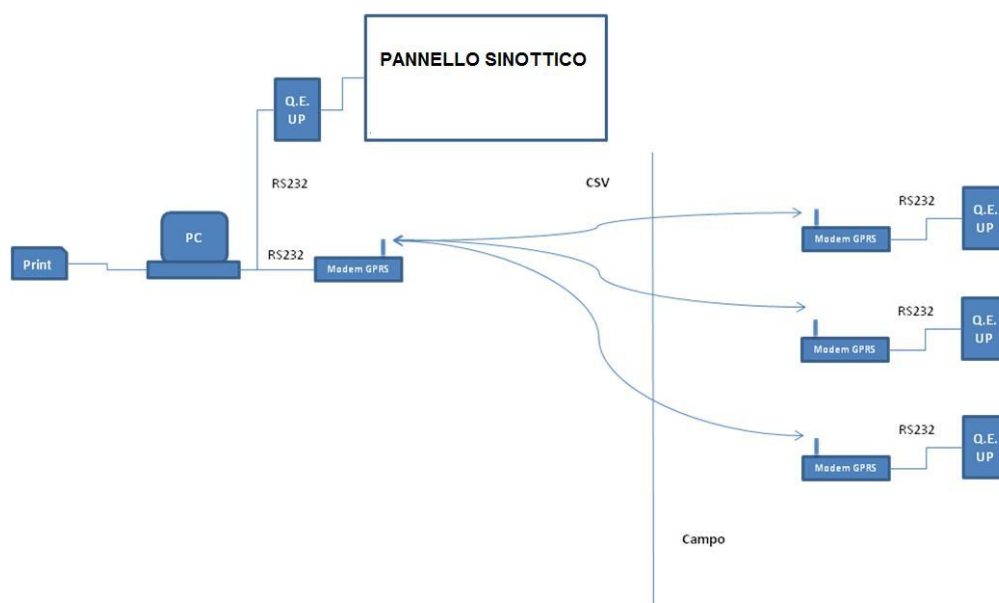 PANNELLO SINOTTICO
Q.E.
UP
RS232
CSV
PC
RS232
Print
Modem GPRS
RS232
Q.E.
UP
Modem GPRS
RS232
Q.E.
UP
Modem GPRS
RS232
Q.E.
UP
Modem GPRS
Campo